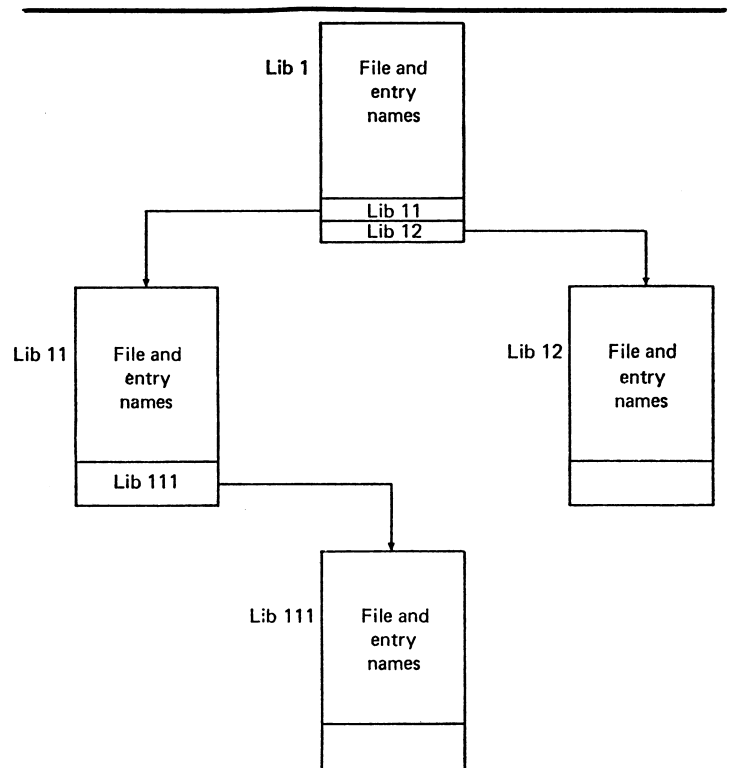 Lib 1
File and
entry
names
Lib 11
Lib 12
Lib 11
File and
entry
names
Lib 111
Lib 12
File and
entry
names
Lib 111
File and
entry
names